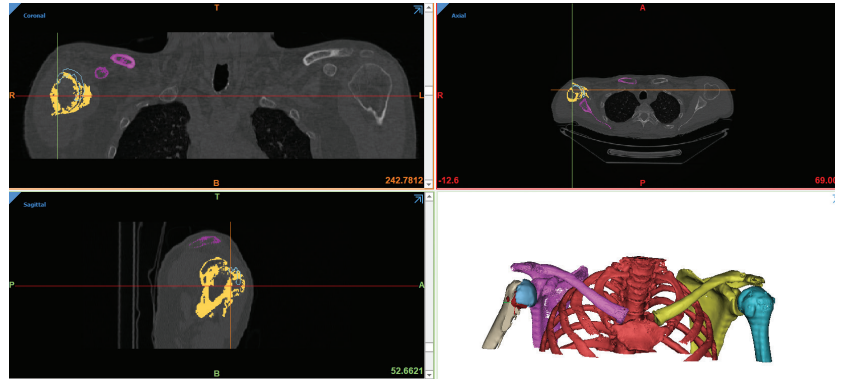 T
Coronal
R
L
B
242.7812
A
Axial
R
L
-12.6
P
69.00
T
Sagittal
P
A
B
52.6621